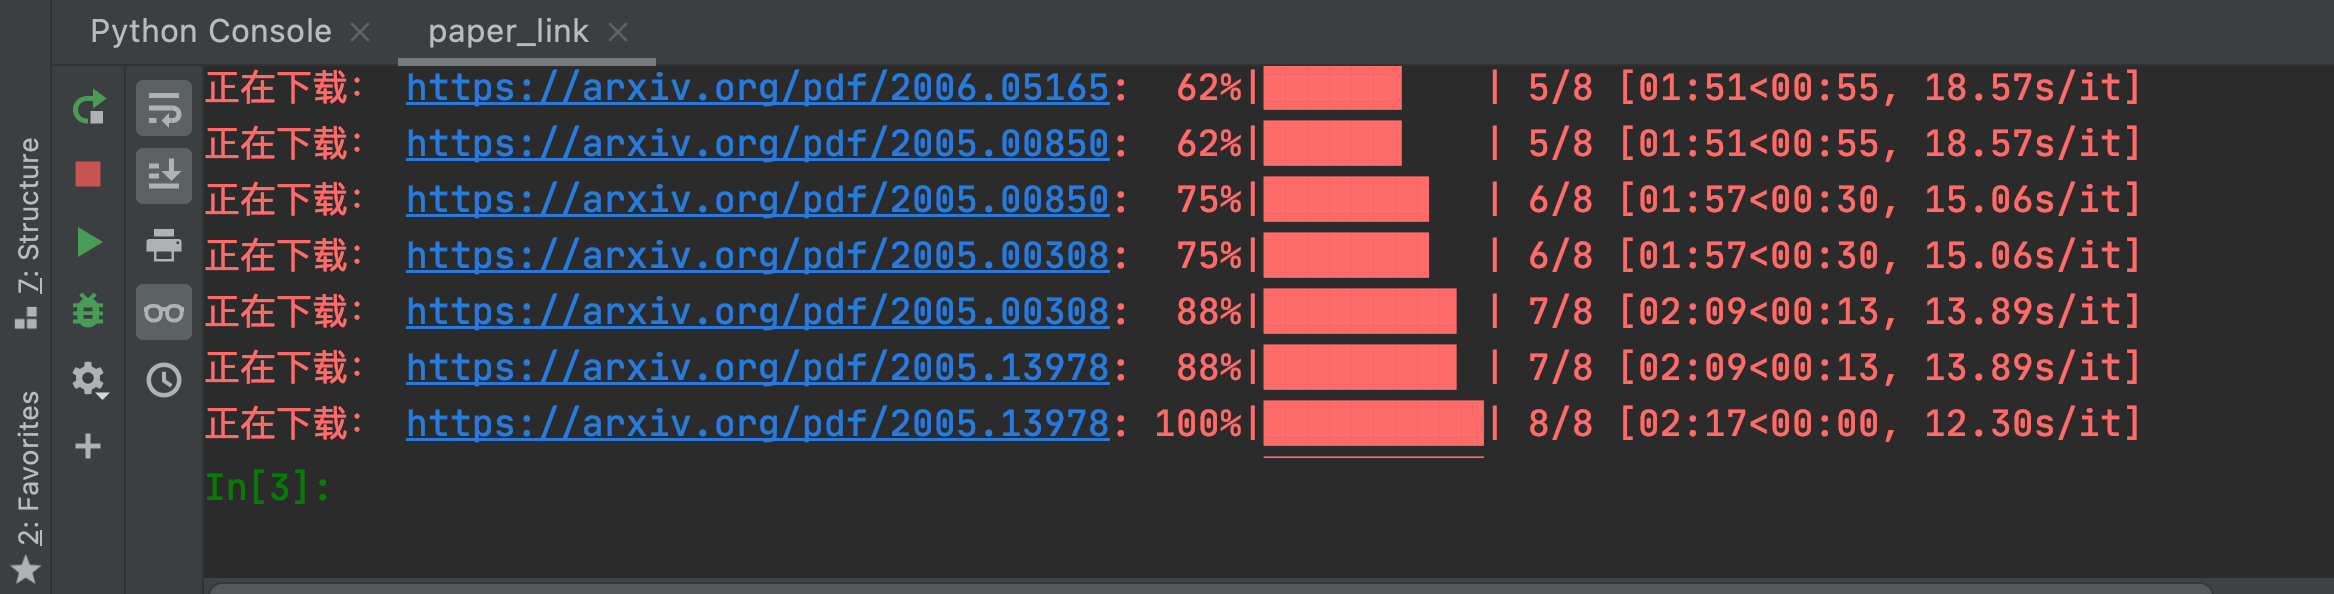 Python Console × paper_link ×
正在下载： https://arxiv.org/pdf/2006.05165:  62%|██████    | 5/8 [01:51<00:55, 18.57s/it]
正在下载： https://arxiv.org/pdf/2005.00850:  62%|██████    | 5/8 [01:51<00:55, 18.57s/it]
正在下载： https://arxiv.org/pdf/2005.00850:  75%|███████   | 6/8 [01:57<00:30, 15.06s/it]
正在下载： https://arxiv.org/pdf/2005.00308:  75%|███████   | 6/8 [01:57<00:30, 15.06s/it]
正在下载： https://arxiv.org/pdf/2005.00308:  88%|████████  | 7/8 [02:09<00:13, 13.89s/it]
正在下载： https://arxiv.org/pdf/2005.13978:  88%|████████  | 7/8 [02:09<00:13, 13.89s/it]
正在下载： https://arxiv.org/pdf/2005.13978: 100%|██████████| 8/8 [02:17<00:00, 12.30s/it]
In[3]:
7: Structure
2: Favorites